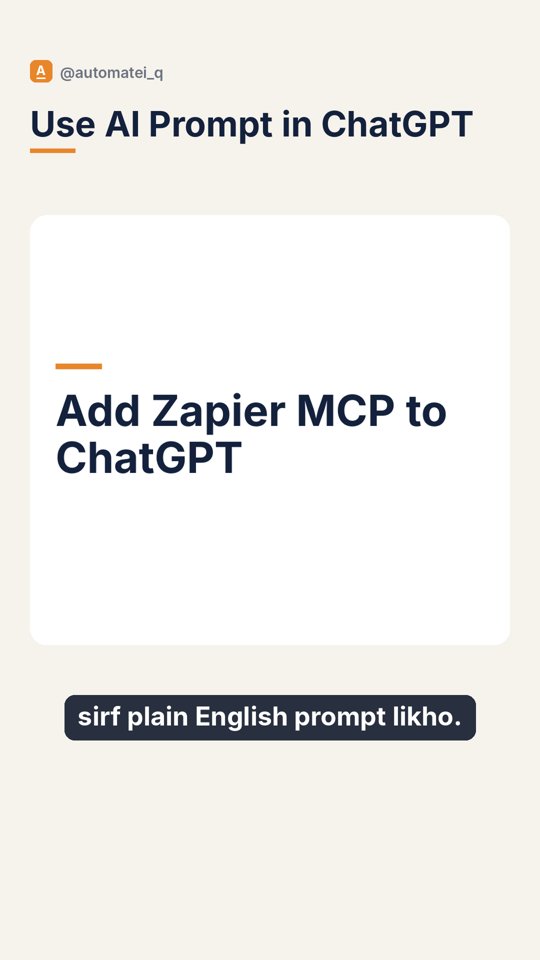 A
@automatei_q
Use AI Prompt in ChatGPT
Add Zapier MCP to
ChatGPT
sirf plain English prompt likho.